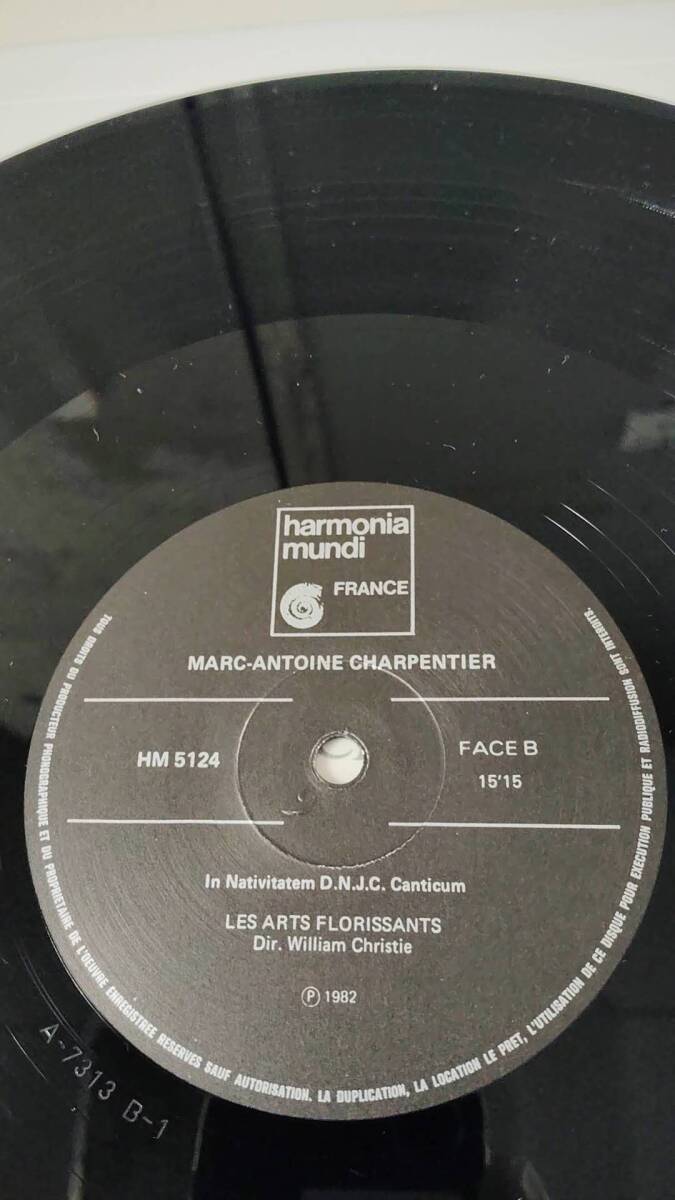 harmonia
mundi
FRANCE
MARC-ANTOINE CHARPENTIER
HM 5124
FACE B
15'15
In Nativitatem D.N.J.C. Canticum
LES ARTS FLORISSANTS
Dir. William Christie
Ⓟ 1982
TOUS DROITS DU PRODUCTEUR PHONOGRAPHIQUE ET DU PROPRIETAIRE DE L'OEUVRE ENREGISTREE RESERVES SAUF AUTORISATION. LA DUPLICATION, LA LOCATION LE PRET, L'UTILISATION DE CE DISQUE POUR EXECUTION PUBLIQUE ET RADIODIFFUSION SONT INTERDITS.
A-7313 B-1